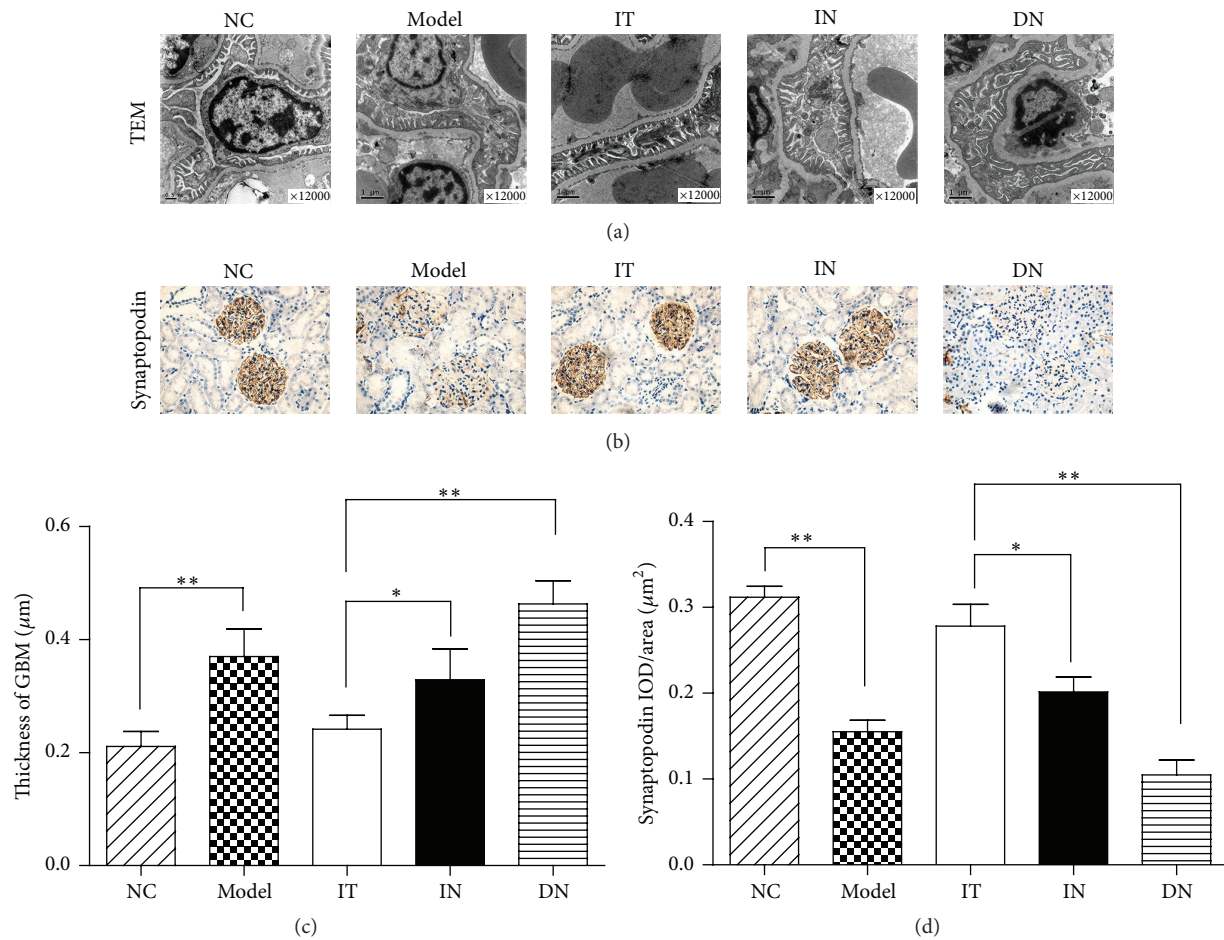 NC Model IT IN DN
TEM
1 μm 1 μm 1 μm 1 μm
×12000 ×12000 ×12000 ×12000 ×12000
(a)
NC Model IT IN DN
Synaptopodin
(b)
Thickness of GBM (μm)
0.6
0.4
0.2
0.0
** * **
NC Model IT IN DN
(c)
Synaptopodin IOD/area (μm²)
0.4
0.3
0.2
0.1
0.0
** * **
NC Model IT IN DN
(d)